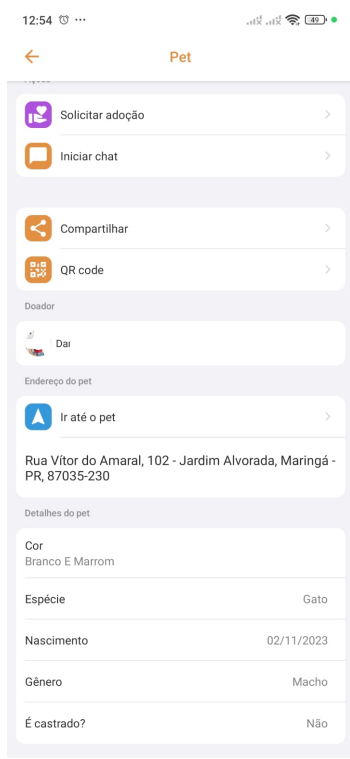 12:54
49
Pet
Solicitar adoção
Iniciar chat
Compartilhar
QR code
Doador
Dar
Endereço do pet
Ir até o pet
Rua Vítor do Amaral, 102 - Jardim Alvorada, Maringá -
PR, 87035-230
Detalhes do pet
Cor
Branco E Marrom
Espécie Gato
Nascimento 02/11/2023
Gênero Macho
É castrado? Não